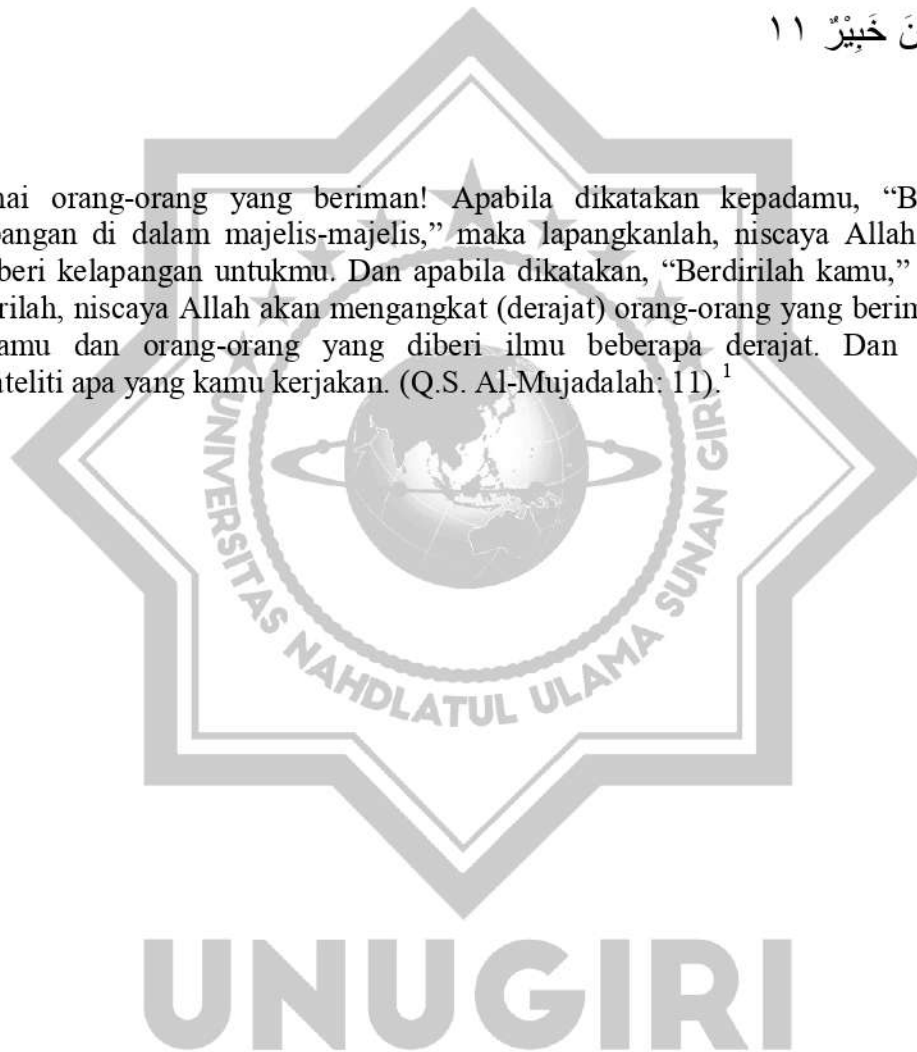 نَ خَبِيْرٌ ١١
nai orang-orang yang beriman! Apabila dikatakan kepadamu, “B
pangan di dalam majelis-majelis,” maka lapangkanlah, niscaya Allah
beri kelapangan untukmu. Dan apabila dikatakan, “Berdirilah kamu,”
rilah, niscaya Allah akan mengangkat (derajat) orang-orang yang berim
amu dan orang-orang yang diberi ilmu beberapa derajat. Dan
ateliti apa yang kamu kerjakan. (Q.S. Al-Mujadalah: 11).¹
UNIVERSITAS NAHDLATUL ULAMA SUNAN GIRI
UNUGIRI